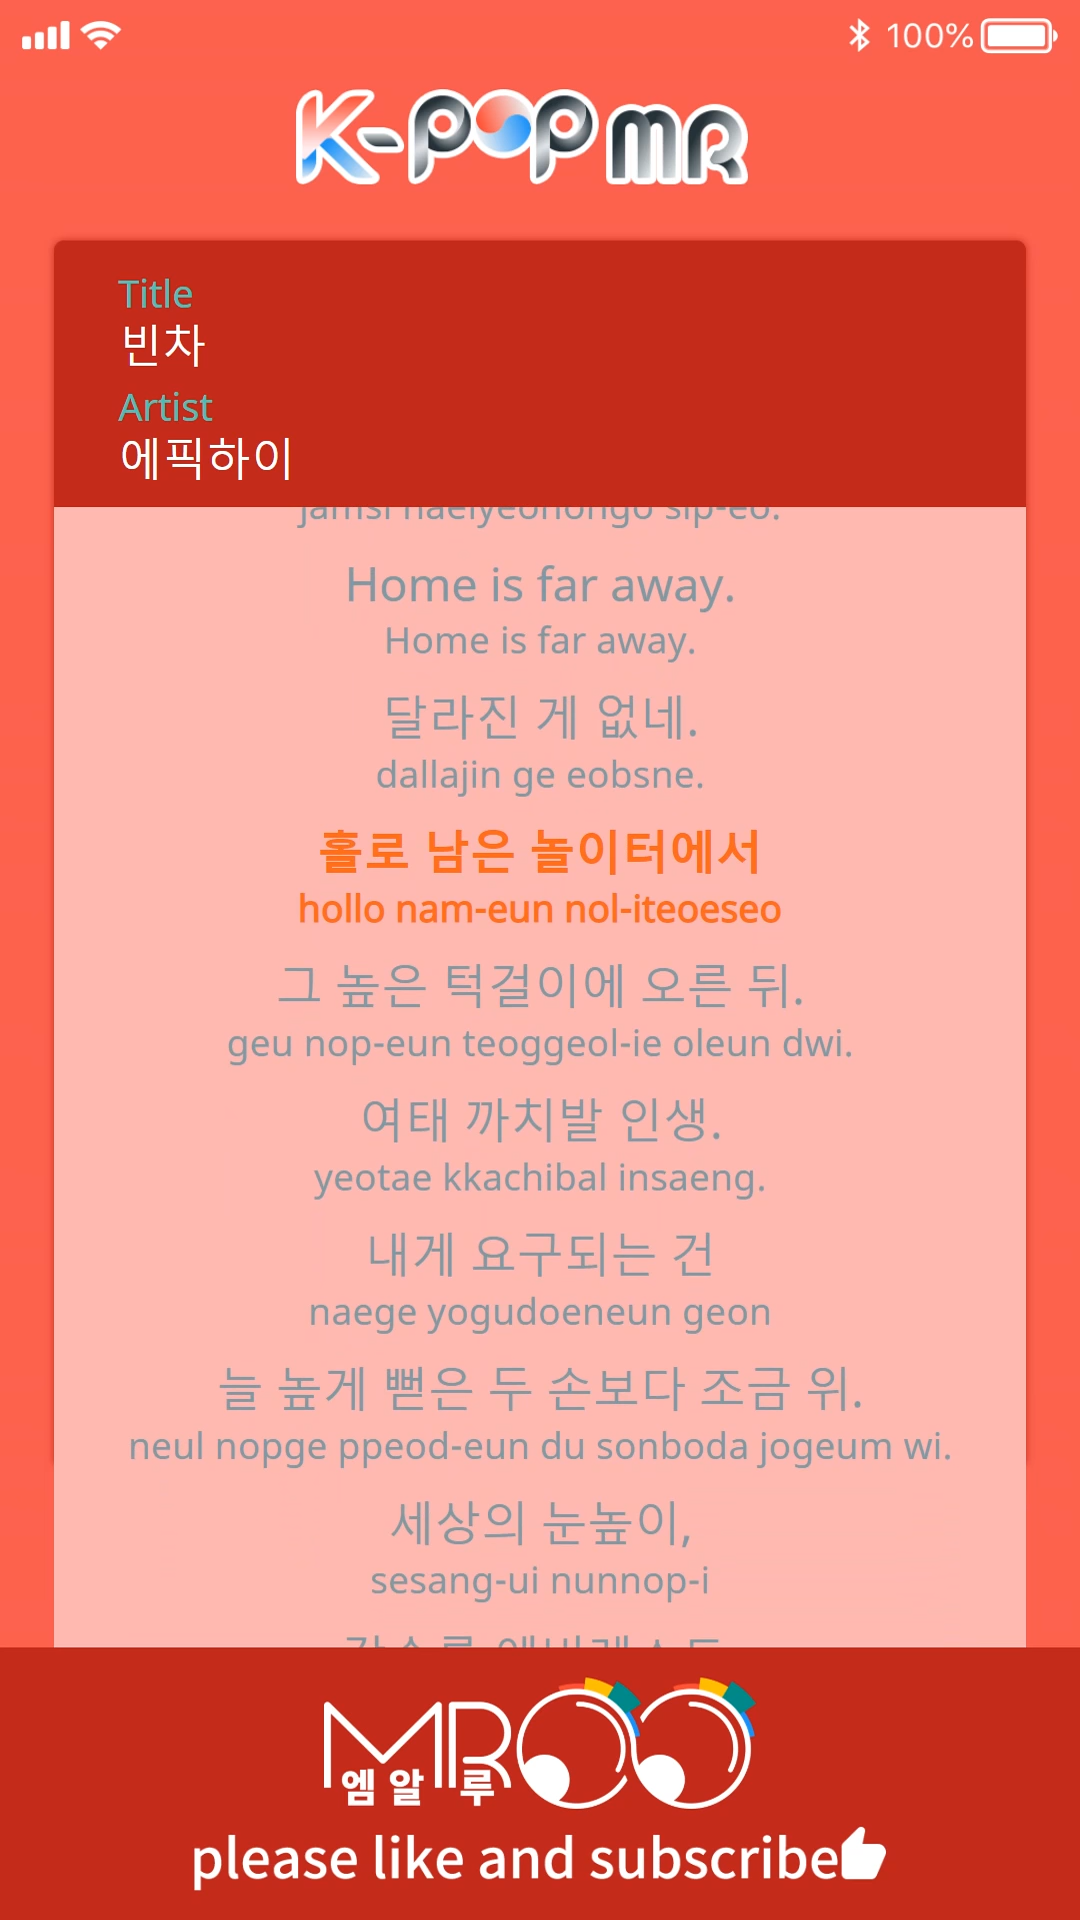 100%
K-POP MR
Title
빈차
Artist
에픽하이
jamsi naelyeonohgo sip-eo.
Home is far away.
Home is far away.
달라진 게 없네.
dallajin ge eobsne.
홀로 남은 놀이터에서
hollo nam-eun nol-iteoeseo
그 높은 턱걸이에 오른 뒤.
geu nop-eun teoggeol-ie oleun dwi.
여태 까치발 인생.
yeotae kkachibal insaeng.
내게 요구되는 건
naege yogudoeneun geon
늘 높게 뻗은 두 손보다 조금 위.
neul nopge ppeod-eun du sonboda jogeum wi.
세상의 눈높이,
sesang-ui nunnop-i
MROO
엠알루
please like and subscribe